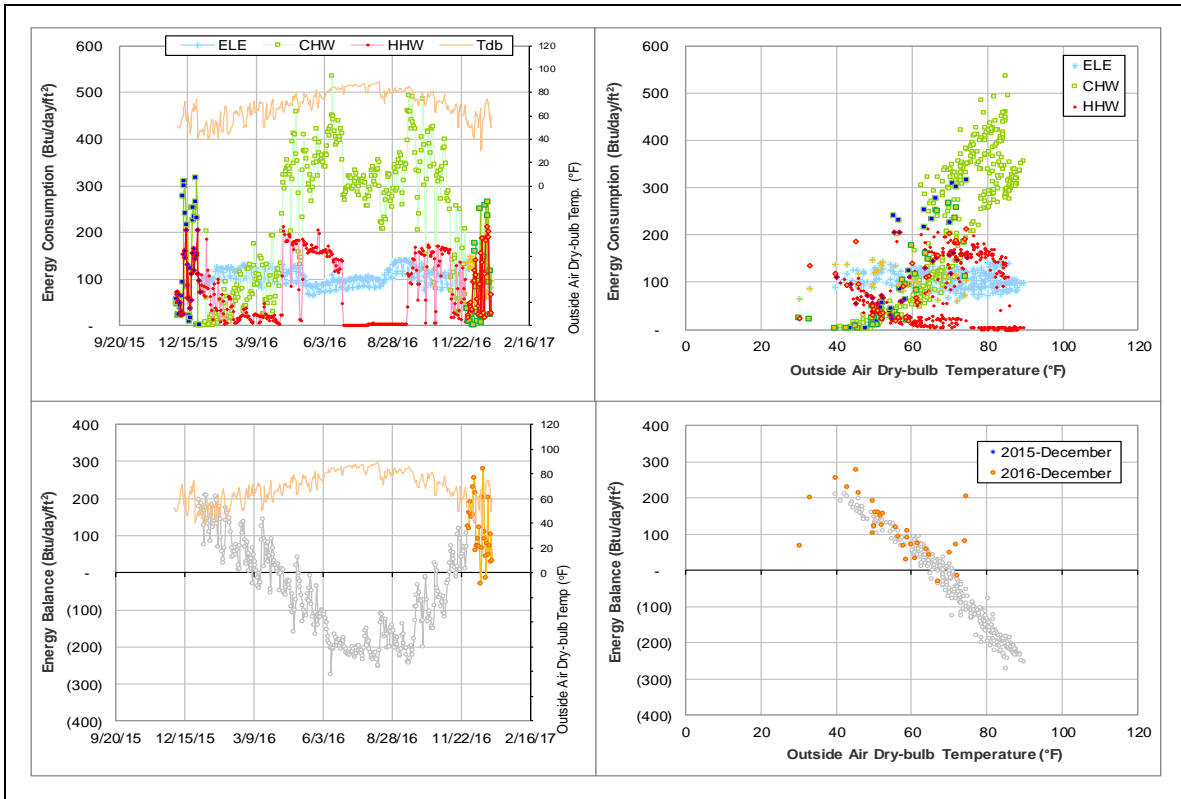 ELE CHW HHW Tdb
Energy Consumption (Btu/day/ft²)
600
500
400
300
200
100
-
120
100
80
60
40
20
0
Outside Air Dry-bulb Temp. (°F)
9/20/15 12/15/15 3/9/16 6/3/16 8/28/16 11/22/16 2/16/17
ELE
CHW
HHW
Energy Consumption (Btu/day/ft²)
600
500
400
300
200
100
-
0 20 40 60 80 100 120
Outside Air Dry-bulb Temperature (°F)
Energy Balance (Btu/day/ft²)
400
300
200
100
-
(100)
(200)
(300)
(400)
120
100
80
60
40
20
0
Outside Air Dry-bulb Temp (°F)
9/20/15 12/15/15 3/9/16 6/3/16 8/28/16 11/22/16 2/16/17
2015-December
2016-December
Energy Balance (Btu/day/ft²)
400
300
200
100
-
(100)
(200)
(300)
(400)
0 20 40 60 80 100 120
Outside Air Dry-bulb Temperature (°F)